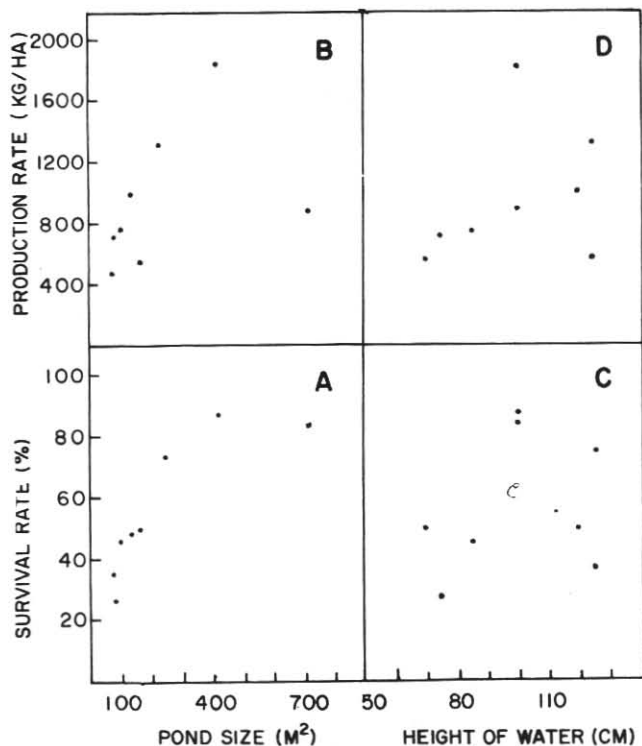 PRODUCTION RATE (KG/HA)
2000
1600
1200
800
400
B
D
SURVIVAL RATE (%)
100
80
60
40
20
A
C
100 400 700 50 80 110
POND SIZE (M²) HEIGHT OF WATER (CM)